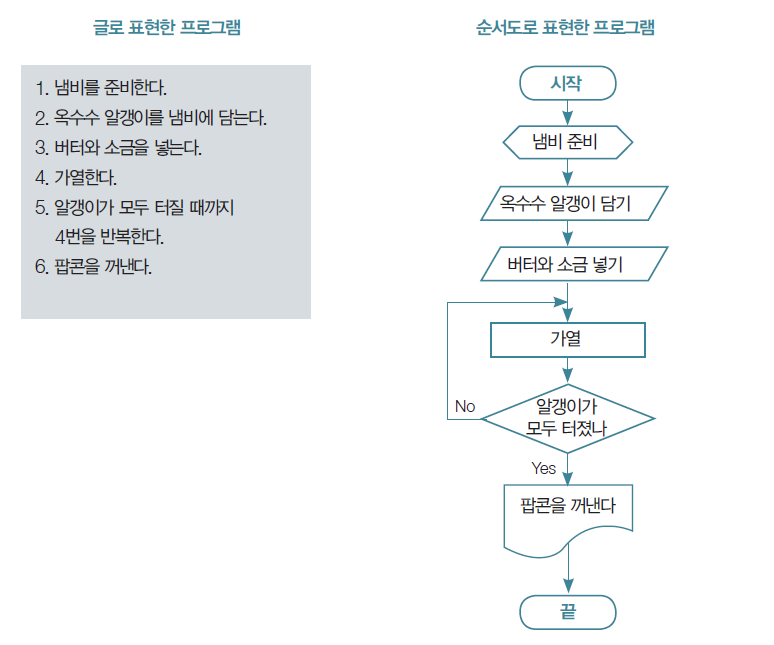 글로 표현한 프로그램
1. 냄비를 준비한다.
2. 옥수수 알갱이를 냄비에 담는다.
3. 버터와 소금을 넣는다.
4. 가열한다.
5. 알갱이가 모두 터질 때까지
4번을 반복한다.
6. 팝콘을 꺼낸다.
순서도로 표현한 프로그램
시작
냄비 준비
옥수수 알갱이 담기
버터와 소금 넣기
가열
알갱이가
모두 터졌나
No
Yes
팝콘을 꺼낸다
끝